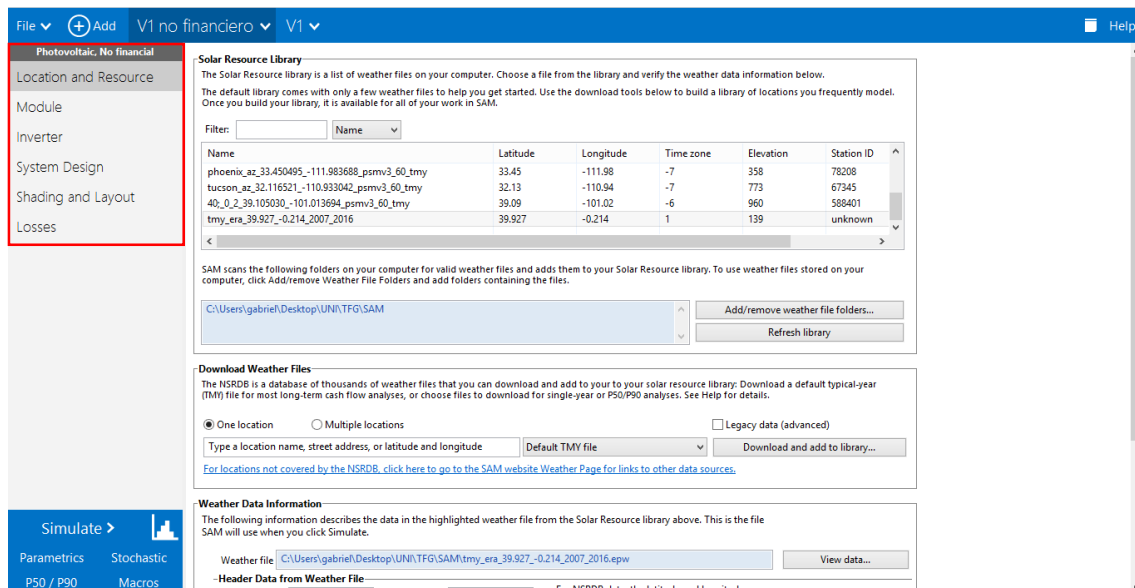 File Add V1 no financiero V1 Help
Photovoltaic, No financial
Location and Resource
Module
Inverter
System Design
Shading and Layout
Losses
Solar Resource Library
The Solar Resource library is a list of weather files on your computer. Choose a file from the library and verify the weather data information below.
The default library comes with only a few weather files to help you get started. Use the download tools below to build a library of locations you frequently model.
Once you build your library, it is available for all of your work in SAM.
Filter: Name
Name Latitude Longitude Time zone Elevation Station ID
phoenix_az_33.450495_-111.983688_psmv3_60_tmy 33.45 -111.98 -7 358 78208
tucson_az_32.116521_-110.933042_psmv3_60_tmy 32.13 -110.94 -7 773 67345
40;_0_2_39.105030_-101.013694_psmv3_60_tmy 39.09 -101.02 -6 960 588401
tmy_era_39.927_-0.214_2007_2016 39.927 -0.214 1 139 unknown
SAM scans the following folders on your computer for valid weather files and adds them to your Solar Resource library. To use weather files stored on your
computer, click Add/remove Weather File Folders and add folders containing the files.
C:\Users\gabriel\Desktop\UNI\TFG\SAM
Add/remove weather file folders...
Refresh library
Download Weather Files
The NSRDB is a database of thousands of weather files that you can download and add to your to your solar resource library: Download a default typical-year
(TMY) file for most long-term cash flow analyses, or choose files to download for single-year or P50/P90 analyses. See Help for details.
One location Multiple locations Legacy data (advanced)
Type a location name, street address, or latitude and longitude Default TMY file Download and add to library...
For locations not covered by the NSRDB, click here to go to the SAM website Weather Page for links to other data sources.
Weather Data Information
The following information describes the data in the highlighted weather file from the Solar Resource library above. This is the file
SAM will use when you click Simulate.
Weather file C:\Users\gabriel\Desktop\UNI\TFG\SAM\tmy_era_39.927_-0.214_2007_2016.epw View data...
Header Data from Weather File
Simulate >
Parametrics Stochastic
P50 / P90 Macros